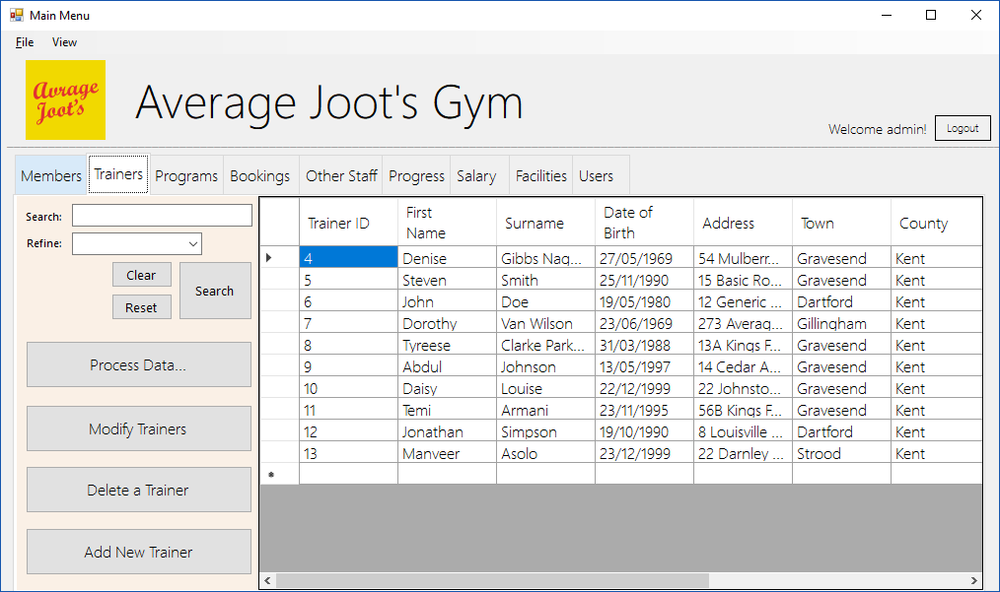 Main Menu
File View
Avrage
Joot's
Average Joot's Gym
Welcome admin! Logout
Members Trainers Programs Bookings Other Staff Progress Salary Facilities Users
Search:
Refine:
Clear
Search
Reset
Process Data...
Modify Trainers
Delete a Trainer
Add New Trainer
Trainer ID First Name Surname Date of Birth Address Town County
4 Denise Gibbs Naq... 27/05/1969 54 Mulberr... Gravesend Kent
5 Steven Smith 25/11/1990 15 Basic Ro... Gravesend Kent
6 John Doe 19/05/1980 12 Generic ... Dartford Kent
7 Dorothy Van Wilson 23/06/1969 273 Averag... Gillingham Kent
8 Tyreese Clarke Park... 31/03/1988 13A Kings F... Gravesend Kent
9 Abdul Johnson 13/05/1997 14 Cedar A... Gravesend Kent
10 Daisy Louise 22/12/1999 22 Johnsto... Gravesend Kent
11 Temi Armani 23/11/1995 56B Kings F... Gravesend Kent
12 Jonathan Simpson 19/10/1990 8 Louisville ... Dartford Kent
13 Manveer Asolo 23/12/1999 22 Darnley ... Strood Kent